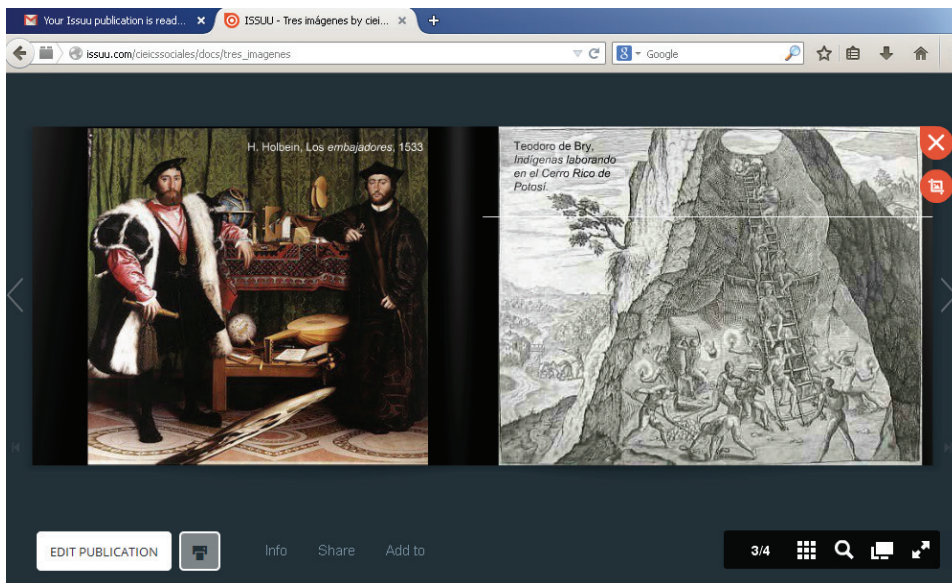 Your Issuu publication is read...
ISSUU - Tres imágenes by ciei...
issuu.com/cieicssociales/docs/tres_imagenes
Google
H. Holbein, Los embajadores, 1533
Teodoro de Bry,
Indígenas laborando
en el Cerro Rico de
Potosí.
EDIT PUBLICATION
Info
Share
Add to
3/4